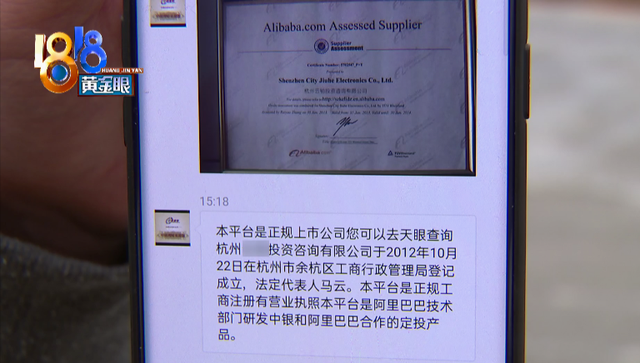 1818
HUANG JIN YAN
黄金眼
Alibaba.com Assessed Supplier
Supplier
Assessment
Shenzhen City Jiahe Electronics Co., Ltd.
15:18
本平台是正规上市公司您可以去天眼查询
杭州 投资咨询有限公司于2012年10月
22日在杭州市余杭区工商行政管理局登记
成立，法定代表人马云。本平台是正规工
商注册有营业执照本平台是阿里巴巴技术
部门研发中银和阿里巴巴合作的定投产
品。